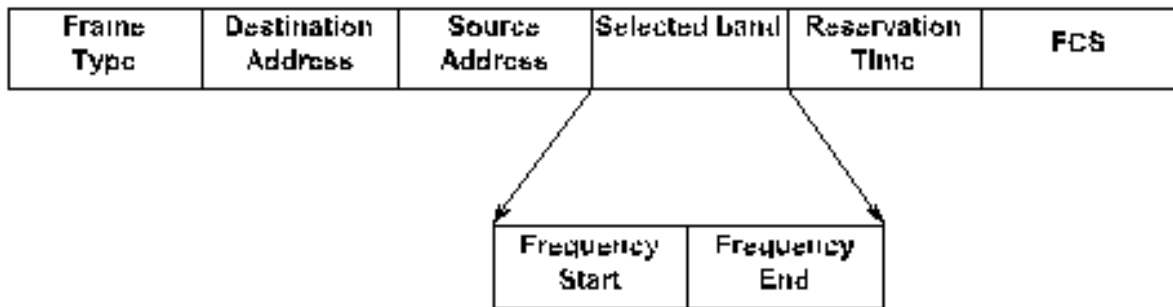 Frame
Type
Destination
Address
Source
Address
Selected band
Reservation
Time
FCS
Frequency
Start
Frequency
End